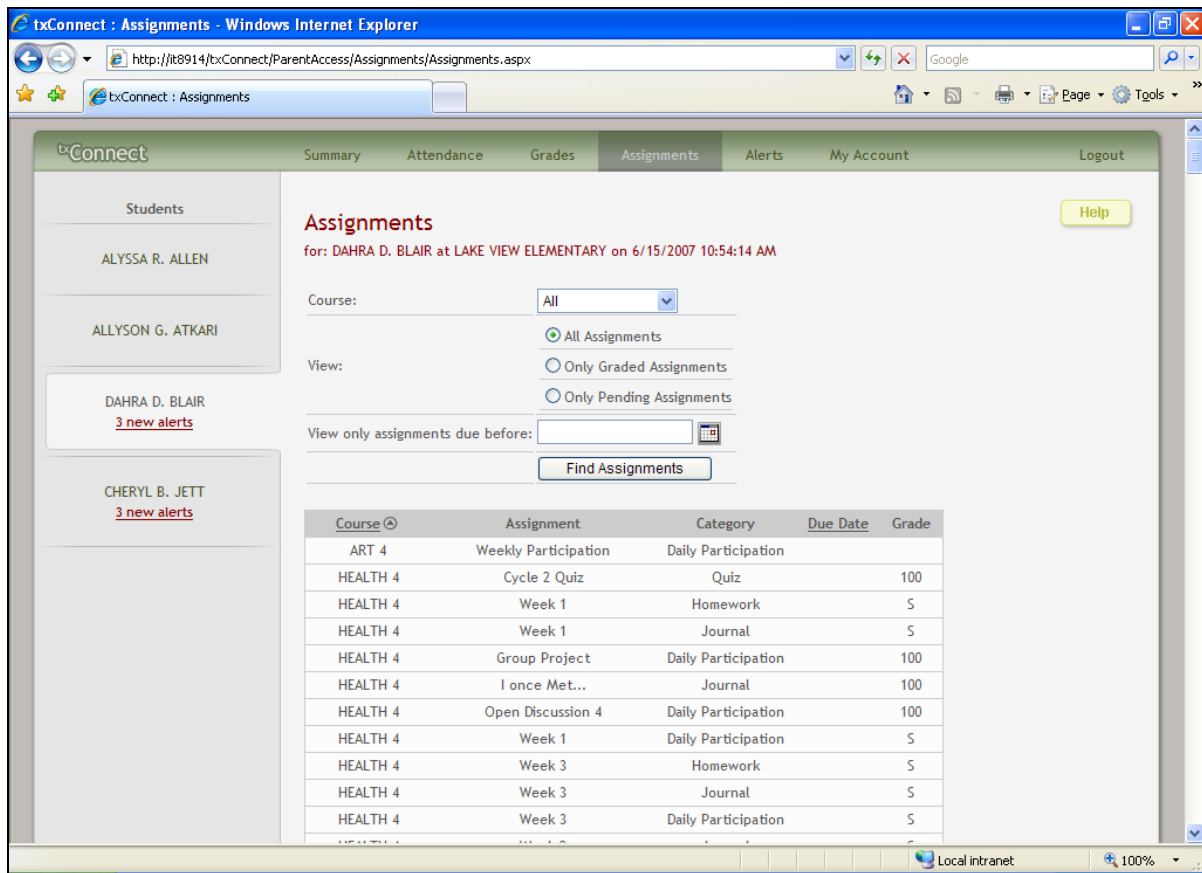 txConnect : Assignments - Windows Internet Explorer
http://it8914/txConnect/ParentAccess/Assignments/Assignments.aspx
Google
txConnect : Assignments
Page
Tools
txConnect
Summary Attendance Grades Assignments Alerts My Account Logout
Students
ALYSSA R. ALLEN
ALLYSON G. ATKARI
DAHRA D. BLAIR
3 new alerts
CHERYL B. JETT
3 new alerts
Help
Assignments
for: DAHRA D. BLAIR at LAKE VIEW ELEMENTARY on 6/15/2007 10:54:14 AM
Course: All
View:
All Assignments
Only Graded Assignments
Only Pending Assignments
View only assignments due before:
Find Assignments
Course Assignment Category Due Date Grade
ART 4 Weekly Participation Daily Participation
HEALTH 4 Cycle 2 Quiz Quiz 100
HEALTH 4 Week 1 Homework S
HEALTH 4 Week 1 Journal S
HEALTH 4 Group Project Daily Participation 100
HEALTH 4 I once Met... Journal 100
HEALTH 4 Open Discussion 4 Daily Participation 100
HEALTH 4 Week 1 Daily Participation S
HEALTH 4 Week 3 Homework S
HEALTH 4 Week 3 Journal S
HEALTH 4 Week 3 Daily Participation S
Local intranet
100%